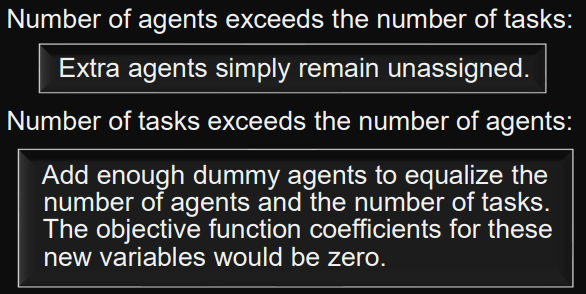 Number of agents exceeds the number of tasks:
Extra agents simply remain unassigned.
Number of tasks exceeds the number of agents:
Add enough dummy agents to equalize the
number of agents and the number of tasks.
The objective function coefficients for these
new variables would be zero.